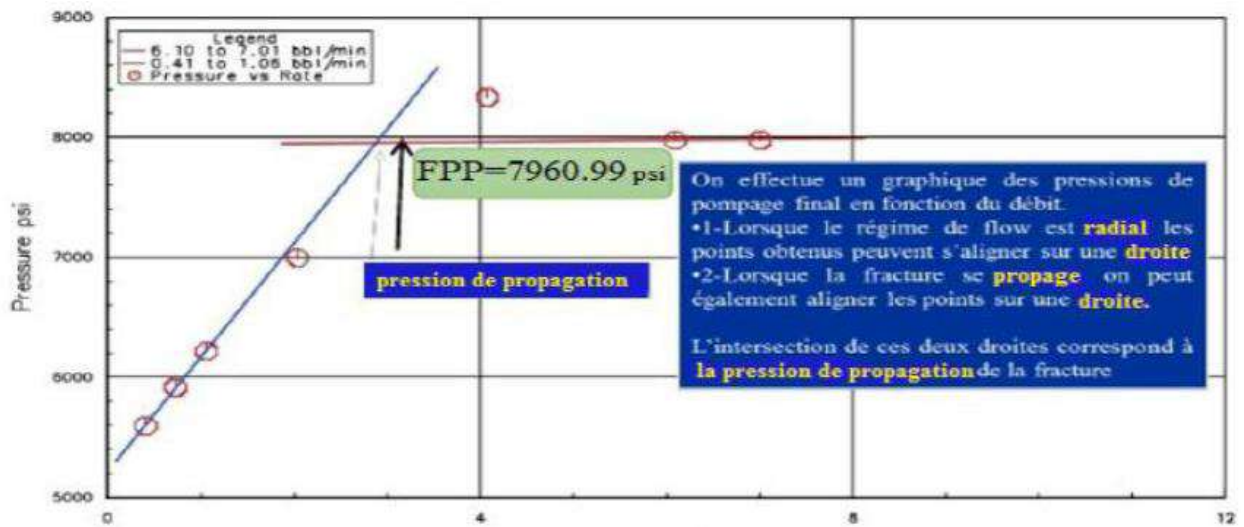 9000
Legend
6.10 to 7.01 bbl/min
0.41 to 1.06 bbl/min
Pressure vs Rate
8000
FPP=7960.99 psi
On effectue un graphique des pressions de
pompage final en fonction du débit.
•1-Lorsque le régime de flow est radial les
points obtenus peuvent s'aligner sur une droite
•2-Lorsque la fracture se propage on peut
également aligner les points sur une droite.
L'intersection de ces deux droites correspond à
la pression de propagation de la fracture
7000
pression de propagation
Pressure psi
6000
5000
0
4
8
12